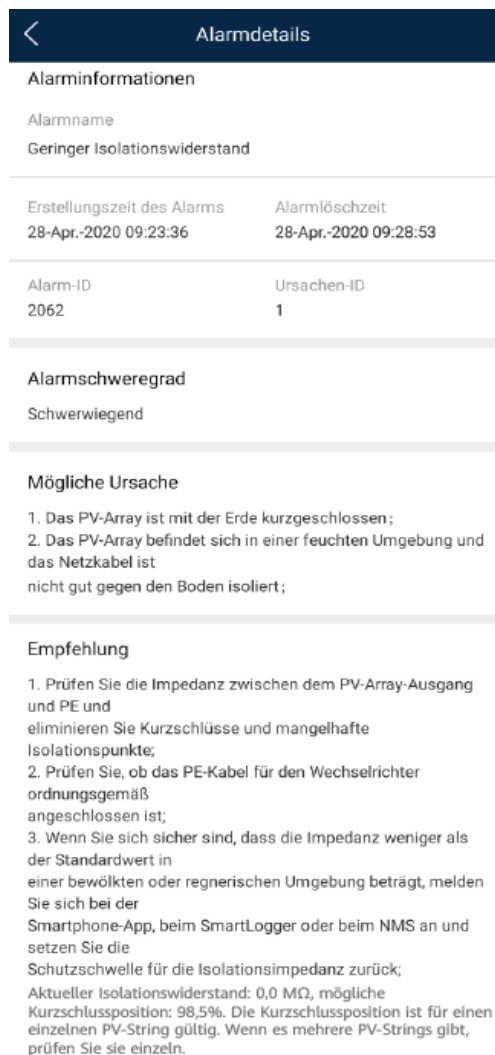 Alarmdetails
Alarminformationen
Alarmname
Geringer Isolationswiderstand
Erstellungszeit des Alarms
Alarmlöschzeit
28-Apr.-2020 09:23:36
28-Apr.-2020 09:28:53
Alarm-ID
Ursachen-ID
2062
1
Alarmschweregrad
Schwerwiegend
Mögliche Ursache
1. Das PV-Array ist mit der Erde kurzgeschlossen;
2. Das PV-Array befindet sich in einer feuchten Umgebung und
das Netzkabel ist
nicht gut gegen den Boden isoliert;
Empfehlung
1. Prüfen Sie die Impedanz zwischen dem PV-Array-Ausgang
und PE und
eliminieren Sie Kurzschlüsse und mangelhafte
Isolationspunkte;
2. Prüfen Sie, ob das PE-Kabel für den Wechselrichter
ordnungsgemäß
angeschlossen ist;
3. Wenn Sie sich sicher sind, dass die Impedanz weniger als
der Standardwert in
einer bewölkten oder regnerischen Umgebung beträgt, melden
Sie sich bei der
Smartphone-App, beim SmartLogger oder beim NMS an und
setzen Sie die
Schutzschwelle für die Isolationsimpedanz zurück;
Aktueller Isolationswiderstand: 0,0 MΩ, mögliche
Kurzschlussposition: 98,5%. Die Kurzschlussposition ist für einen
einzelnen PV-String gültig. Wenn es mehrere PV-Strings gibt,
prüfen Sie sie einzeln.